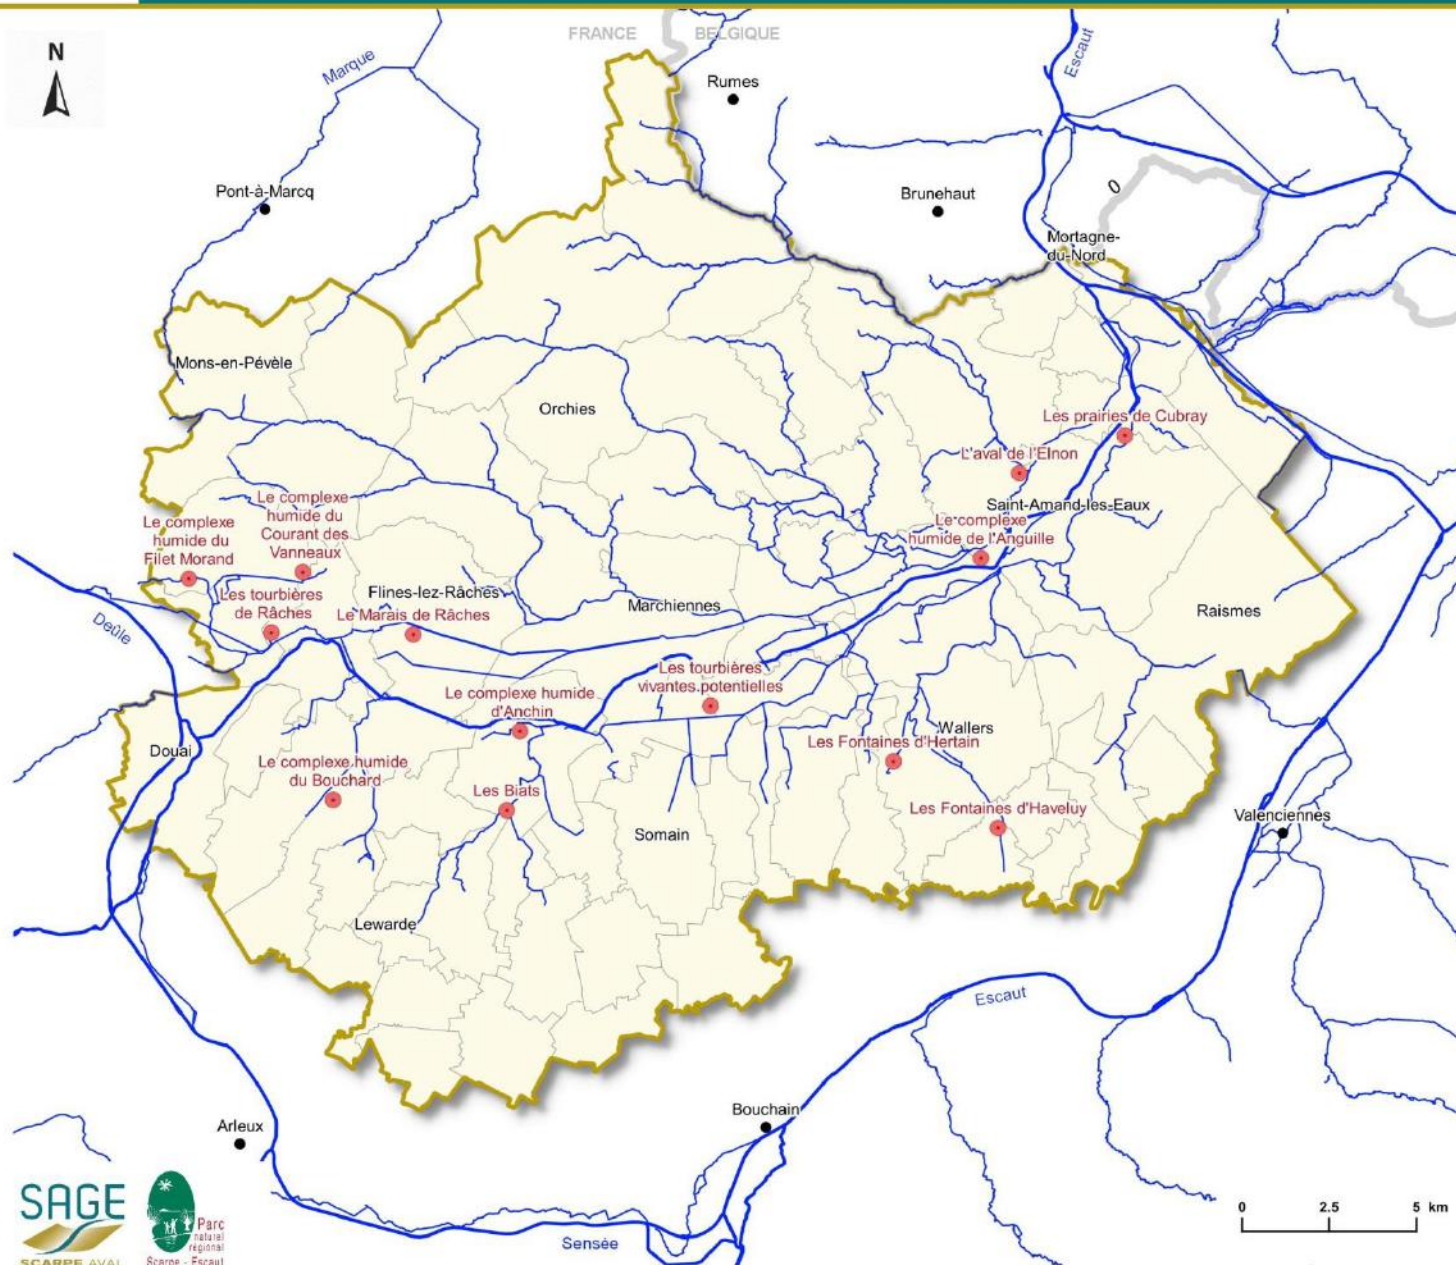 FRANCE
BELGIQUE
N
Marque
Escaut
Rumes
Pont-à-Marcq
Brunehaut
0
Mortagne-
du-Nord
Mons-en-Pévèle
Orchies
Les prairies de Cubray
L'aval de l'Elnon
Saint-Amand-les-Eaux
Le complexe
humide de l'Anguille
Le complexe
humide du
Courant des
Vanneaux
Le complexe
humide du
Filet Morand
Les tourbières
de Râches
Flines-lez-Râches
Le Marais de Râches
Marchiennes
Raismes
Deûle
Les tourbières
vivantes potentielles
Le complexe humide
d'Anchin
Wallers
Les Fontaines d'Hertain
Douai
Le complexe humide
du Bouchard
Les Biats
Les Fontaines d'Haveluy
Somain
Valenciennes
Lewarde
Escaut
Bouchain
Arleux
Sensée
SAGE
SCARPE AVAL
Parc
naturel
régional
Scarpe - Escaut
0 2.5 5 km